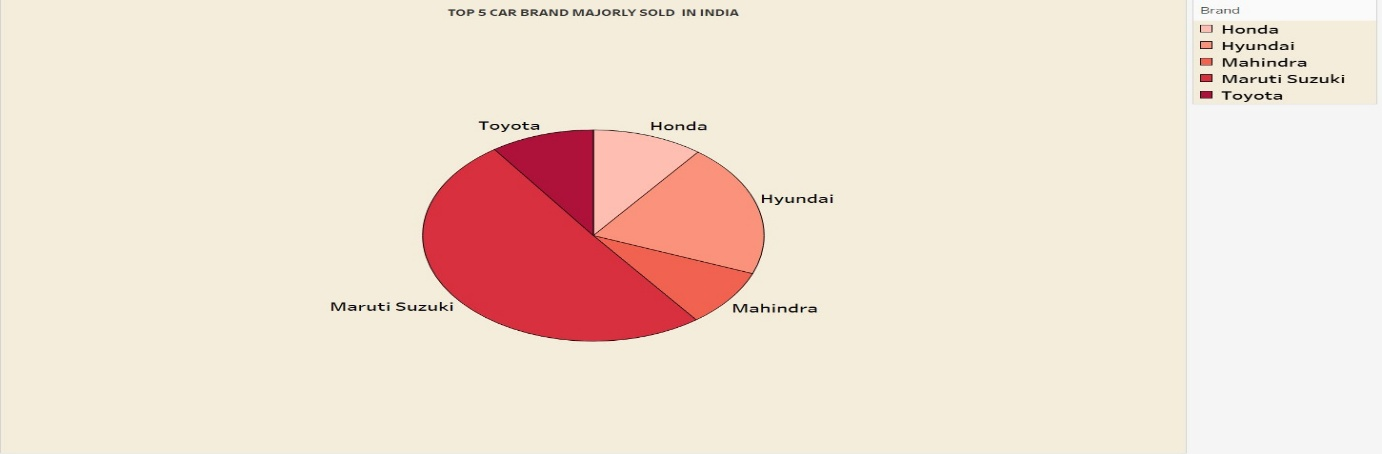 TOP 5 CAR BRAND MAJORLY SOLD  IN INDIA
Brand
Honda
Hyundai
Mahindra
Maruti Suzuki
Toyota
Toyota
Honda
Hyundai
Maruti Suzuki
Mahindra